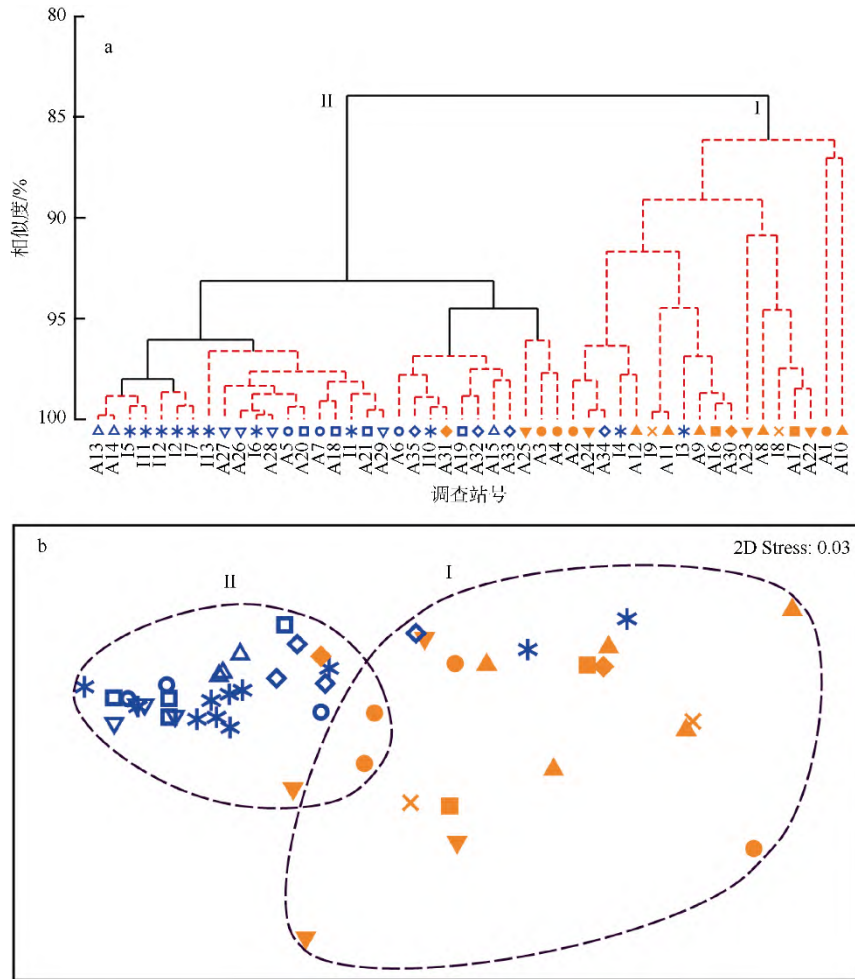 80
a
II
I
85
相似度/%
90
95
100
A13 A14 I5 I11 I12 I2 I7 I13 A27 A26 I6 A28 A5 A20 A7 A18 I1 A21 A29 A6 A35 I10 A31 A19 A32 A15 A33 A25 A3 A4 A2 A24 A34 I4 A12 I9 A11 I3 A9 A16 A30 A23 A8 I8 A17 A22 A1 A10
调查站号
b
2D Stress: 0.03
II
I